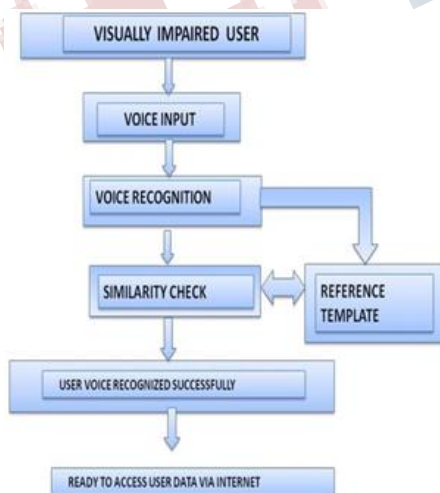 VISUALLY IMPAIRED USER
VOICE INPUT
VOICE RECOGNITION
SIMILARITY CHECK
REFERENCE
TEMPLATE
USER VOICE RECOGNIZED SUCCESSFULLY
READY TO ACCESS USER DATA VIA INTERNET